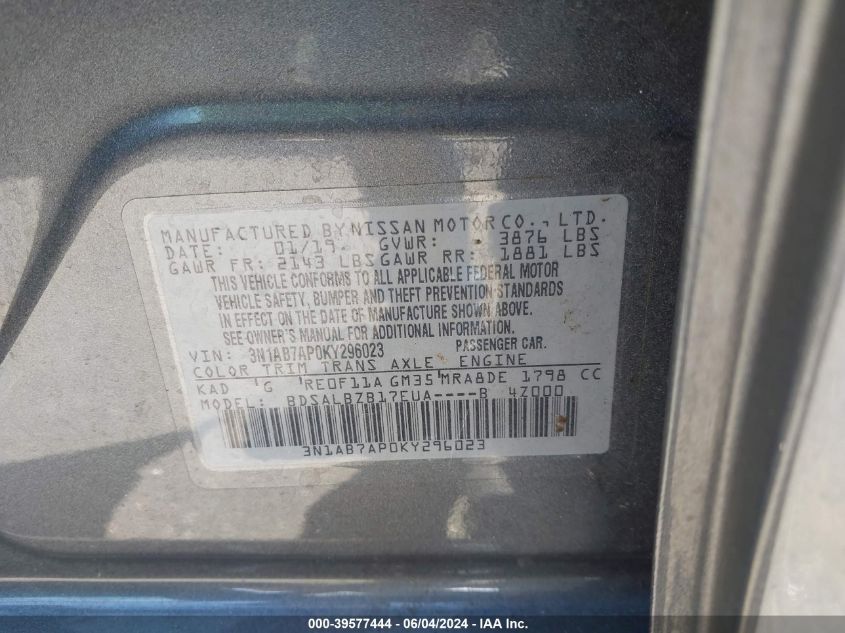 MANUFACTURED BY NISSAN MOTOR CO., LTD.
DATE: 01/19 GVWR: 3876 LBS
GAWR FR: 2143 LBS GAWR RR: 1881 LBS
THIS VEHICLE CONFORMS TO ALL APPLICABLE FEDERAL MOTOR
VEHICLE SAFETY, BUMPER AND THEFT PREVENTION STANDARDS
IN EFFECT ON THE DATE OF MANUFACTURE SHOWN ABOVE.
SEE OWNER'S MANUAL FOR ADDITIONAL INFORMATION.
VIN: 3N1AB7AP0KY296023 PASSENGER CAR.
COLOR TRIM TRANS AXLE ENGINE
KAD G RE0F11A GM35 MRA8DE 1798 CC
MODEL: BDSALBZB17EUA----B 4Z000
3N1AB7AP0KY296023
000-39577444 - 06/04/2024 - IAA Inc.